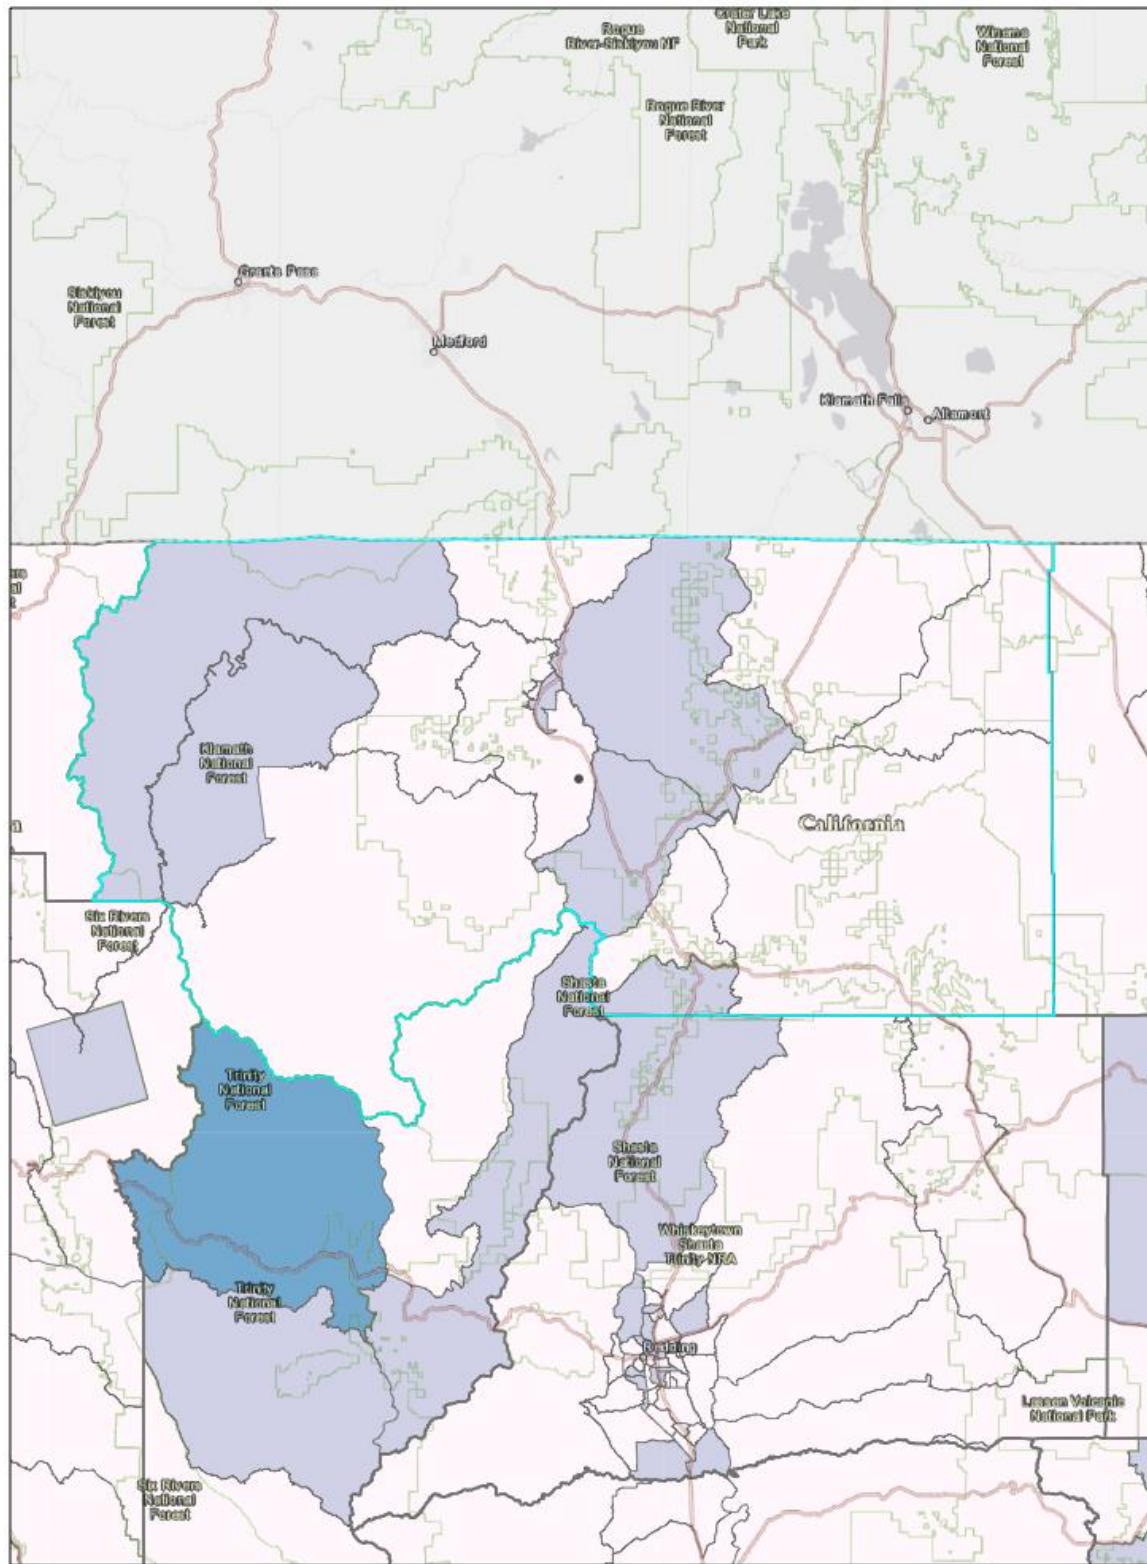 Crater Lake
National
Park
Rogue
River-Siskiyou NF
Winema
National
Forest
Rogue River
National
Forest
Grants Pass
Siskiyou
National
Forest
Medford
Klamath Falls
Altamont
Klamath
National
Forest
California
Six Rivers
National
Forest
Shasta
National
Forest
Trinity
National
Forest
Shasta
National
Forest
Whiskeytown
Shasta
Trinity NRA
Trinity
National
Forest
Redding
Lassen Volcanic
National Park
Six Rivers
National
Forest